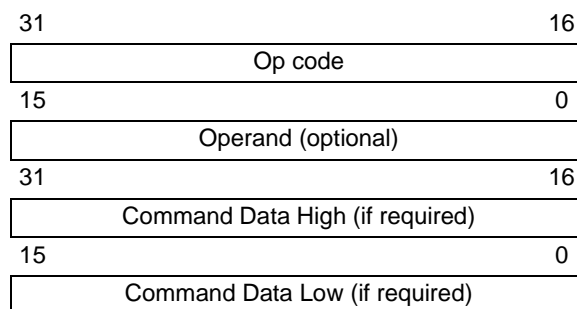 31 16
Op code
15 0
Operand (optional)
31 16
Command Data High (if required)
15 0
Command Data Low (if required)